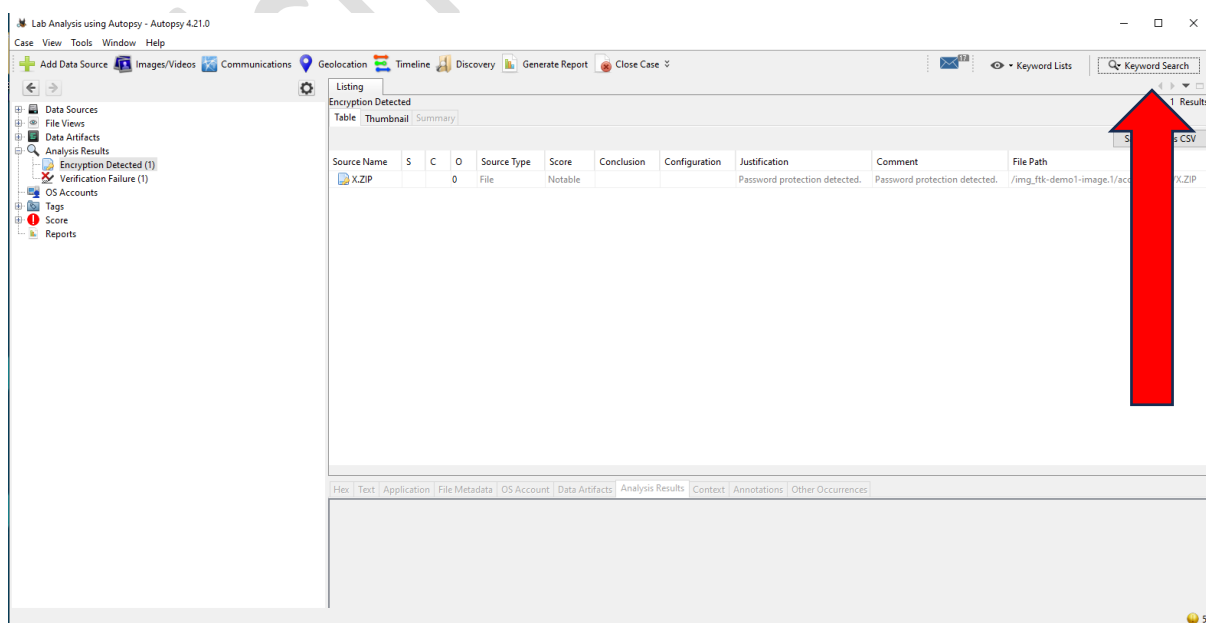 Lab Analysis using Autopsy - Autopsy 4.21.0
Case View Tools Window Help
Add Data Source Images/Videos Communications Geolocation Timeline Discovery Generate Report Close Case 17 Keyword Lists Keyword Search
Listing
Encryption Detected 1 Results
Table Thumbnail Summary
CSV
Source Name S C O Source Type Score Conclusion Configuration Justification Comment File Path
X.ZIP 0 File Notable Password protection detected. Password protection detected. /img_ftk-demo1-image.1/acc /X.ZIP
Data Sources
File Views
Data Artifacts
Analysis Results
Encryption Detected (1)
Verification Failure (1)
OS Accounts
Tags
Score
Reports
Hex Text Application File Metadata OS Account Data Artifacts Analysis Results Context Annotations Other Occurrences
5